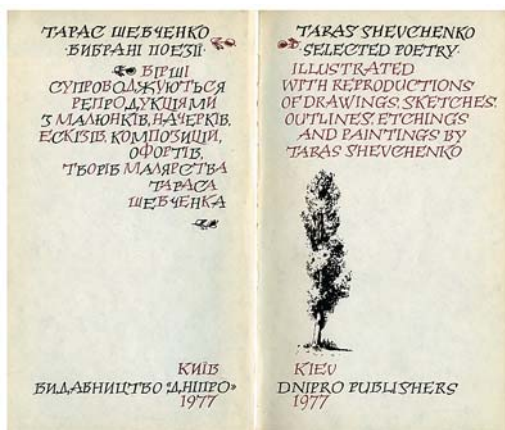 ТАРАС ШЕВЧЕНКО
·ВИБРАНІ ПОЕЗІЇ·
ВІРШІ
СУПРОВОДЖУЮТЬСЯ
РЕПРОДУКЦІЯМИ
З МАЛЮНКІВ, НАЧЕРКІВ,
ЕСКІЗІВ, КОМПОЗИЦІЙ,
ОФОРТІВ,
ТВОРІВ МАЛЯРСТВА
ТАРАСА
ШЕВЧЕНКА
КИЇВ
ВИДАВНИЦТВО «ДНІПРО»
1977
TARAS SHEVCHENKO
·SELECTED POETRY·
ILLUSTRATED
WITH REPRODUCTIONS
OF DRAWINGS, SKETCHES,
OUTLINES, ETCHINGS
AND PAINTINGS BY
TARAS SHEVCHENKO
KIEV
DNIPRO PUBLISHERS
1977